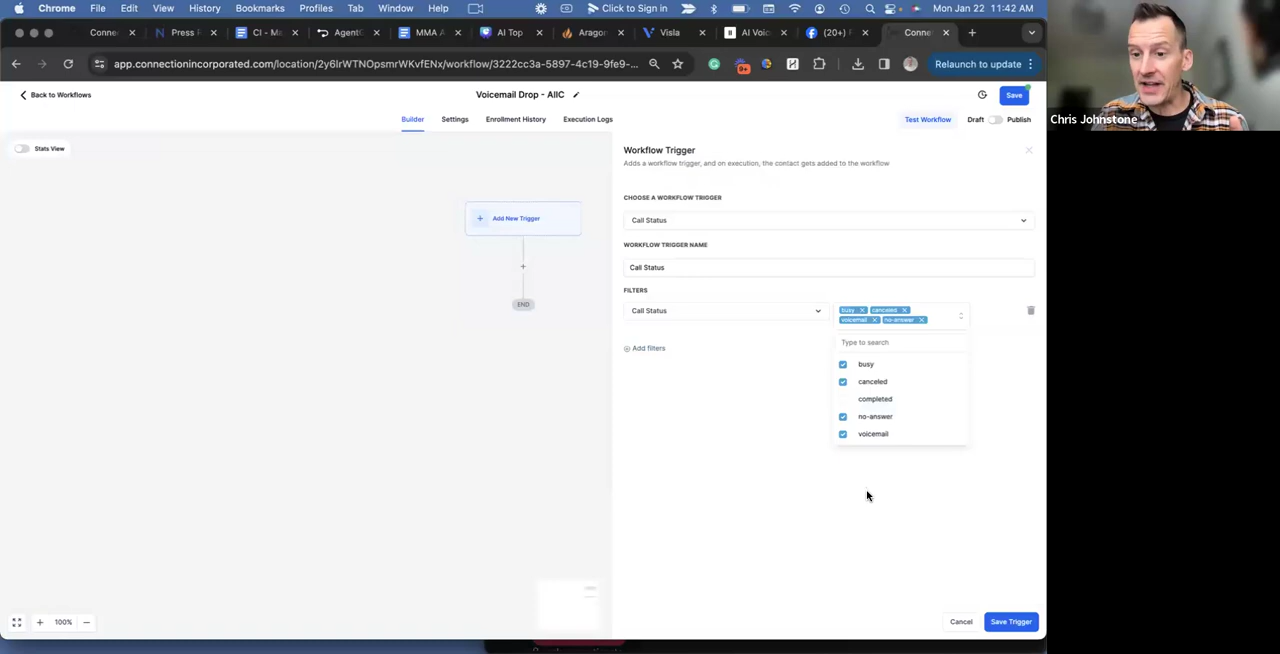 Chrome File Edit View History Bookmarks Profiles Tab Window Help Click to Sign in Mon Jan 22 11:42 AM
Conne Press R CI - Ma Agent MMA A AI Top Aragon Visla AI Voic (20+) F Conne
app.connectionincorporated.com/location/2y6IrWTNOpsmrWKvfENx/workflow/3222cc3a-5897-4c19-9fe9-... Relaunch to update
Chris Johnstone
Back to Workflows Voicemail Drop - AIIC Save
Builder Settings Enrollment History Execution Logs Test Workflow Draft Publish
Stats View
Workflow Trigger
Adds a workflow trigger, and on execution, the contact gets added to the workflow
CHOOSE A WORKFLOW TRIGGER
Call Status
Add New Trigger
WORKFLOW TRIGGER NAME
Call Status
FILTERS
END
Call Status busy canceled
voicemail no-answer
Type to search
Add filters
busy
canceled
completed
no-answer
voicemail
100%
Cancel Save Trigger